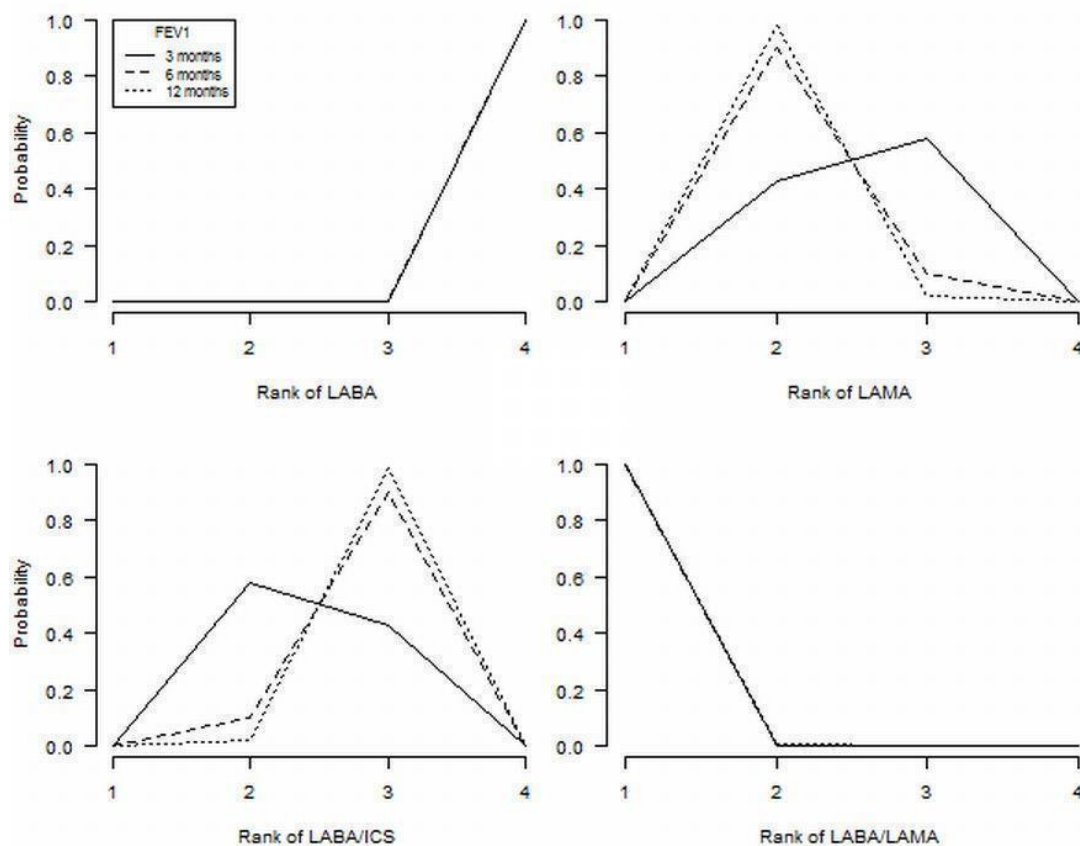 FEV1
3 months
6 months
12 months
1.0
0.8
0.6
0.4
0.2
0.0
Probability
1 2 3 4
Rank of LABA
1.0
0.8
0.6
0.4
0.2
0.0
1 2 3 4
Rank of LAMA
1.0
0.8
0.6
0.4
0.2
0.0
Probability
1 2 3 4
Rank of LABA/ICS
1.0
0.8
0.6
0.4
0.2
0.0
1 2 3 4
Rank of LABA/LAMA